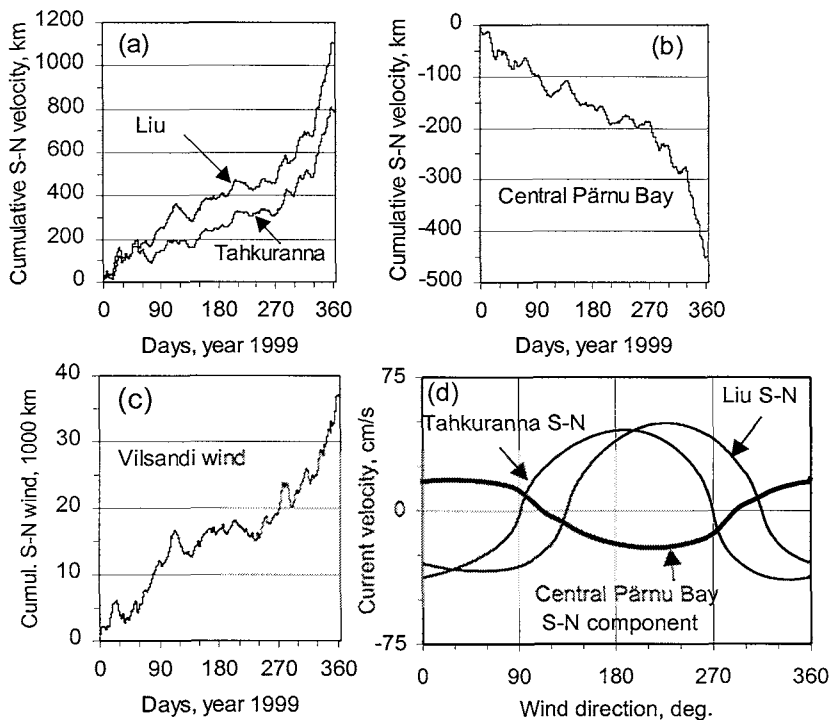 (a)
Cumulative S-N velocity, km
1200
1000
800
600
400
200
0
Liu
Tahkuranna
0 90 180 270 360
Days, year 1999
(b)
Cumulative S-N velocity, km
0
-100
-200
-300
-400
-500
Central Pärnu Bay
0 90 180 270 360
Days, year 1999
(c)
Cumul. S-N wind, 1000 km
40
30
20
10
0
Vilsandi wind
0 90 180 270 360
Days, year 1999
(d)
Current velocity, cm/s
75
0
-75
Liu S-N
Tahkuranna S-N
Central Pärnu Bay
S-N component
0 90 180 270 360
Wind direction, deg.